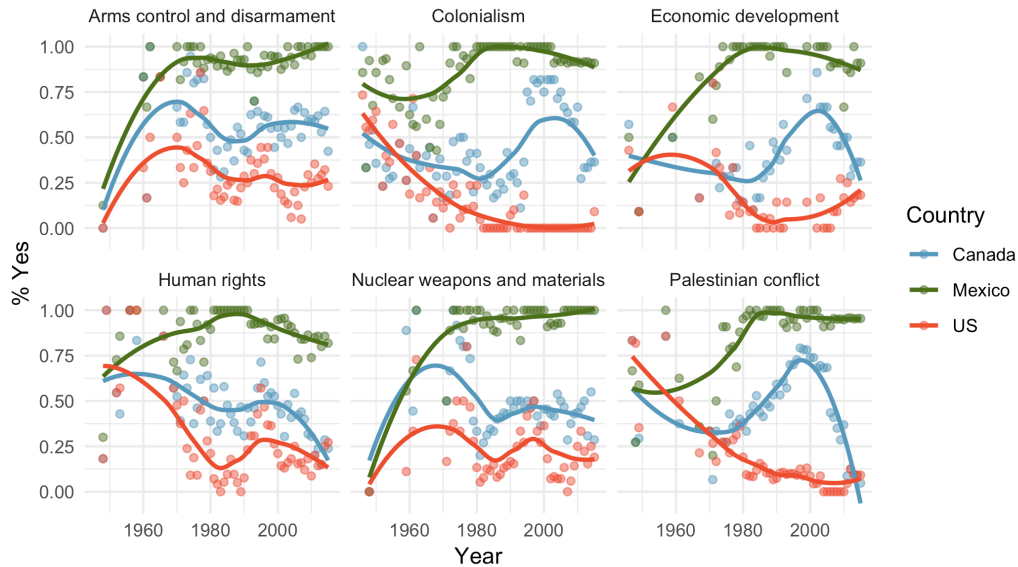 Arms control and disarmament
Colonialism
Economic development
1.00
0.75
0.50
0.25
0.00
Human rights
Nuclear weapons and materials
Palestinian conflict
1.00
0.75
0.50
0.25
0.00
1960 1980 2000
1960 1980 2000
1960 1980 2000
Year
% Yes
Country
Canada
Mexico
US